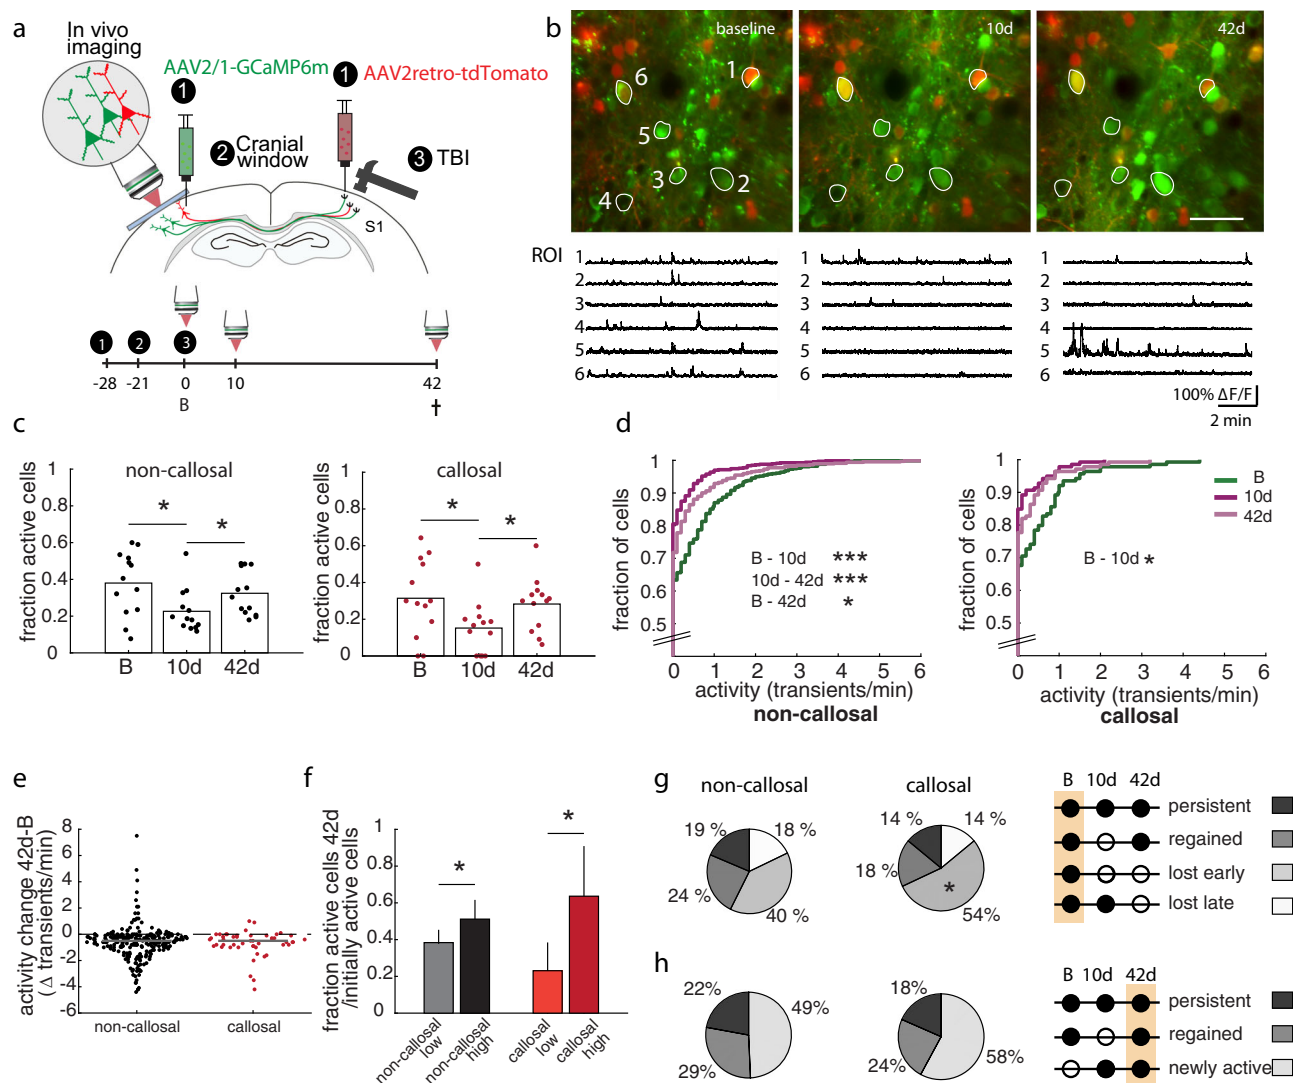 a
In vivo
imaging
AAV2/1-GCaMP6m
AAV2retro-tdTomato
1
1
2 Cranial
window
3 TBI
S1
1 2 3
-28 -21 0 10 42
B
†
b
baseline
10d
42d
1
6
5
3
2
4
ROI
1 1 1
2 2 2
3 3 3
4 4 4
5 5 5
6 6 6
100% ΔF/F
2 min
c
non-callosal
callosal
fraction active cells
1
0.8
0.6
0.4
0.2
0
* *
B 10d 42d
fraction active cells
1
0.8
0.6
0.4
0.2
0
* *
B 10d 42d
d
fraction of cells
1
0.9
0.8
0.7
0.6
0.5
B - 10d ***
10d - 42d ***
B - 42d *
0 1 2 3 4 5 6
activity (transients/min)
non-callosal
fraction of cells
1
0.9
0.8
0.7
0.6
0.5
B
10d
42d
B - 10d *
0 1 2 3 4 5 6
activity (transients/min)
callosal
e
activity change 42d-B
(Δ transients/min)
8
6
4
2
0
-2
-4
-6
non-callosal callosal
f
fraction active cells 42d
/initially active cells
1
0.8
0.6
0.4
0.2
0
* *
non-callosal low
non-callosal high
callosal low
callosal high
g
non-callosal
callosal
19 % 18 %
24 % 40 %
14 % 14 %
18 % 54%
*
B 10d 42d
persistent
regained
lost early
lost late
h
22% 49%
29%
18%
24% 58%
B 10d 42d
persistent
regained
newly active